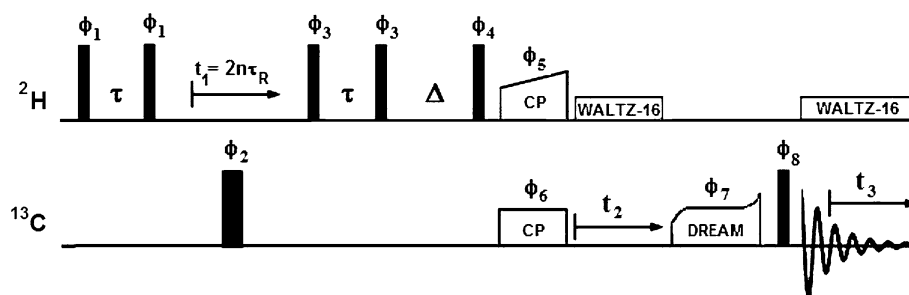 ϕ1 ϕ1 ϕ3 ϕ3 ϕ4
t1 = 2nτR ϕ5
²H τ τ Δ CP WALTZ-16 WALTZ-16
ϕ2 ϕ6 ϕ7 ϕ8
t2 t3
¹³C CP DREAM